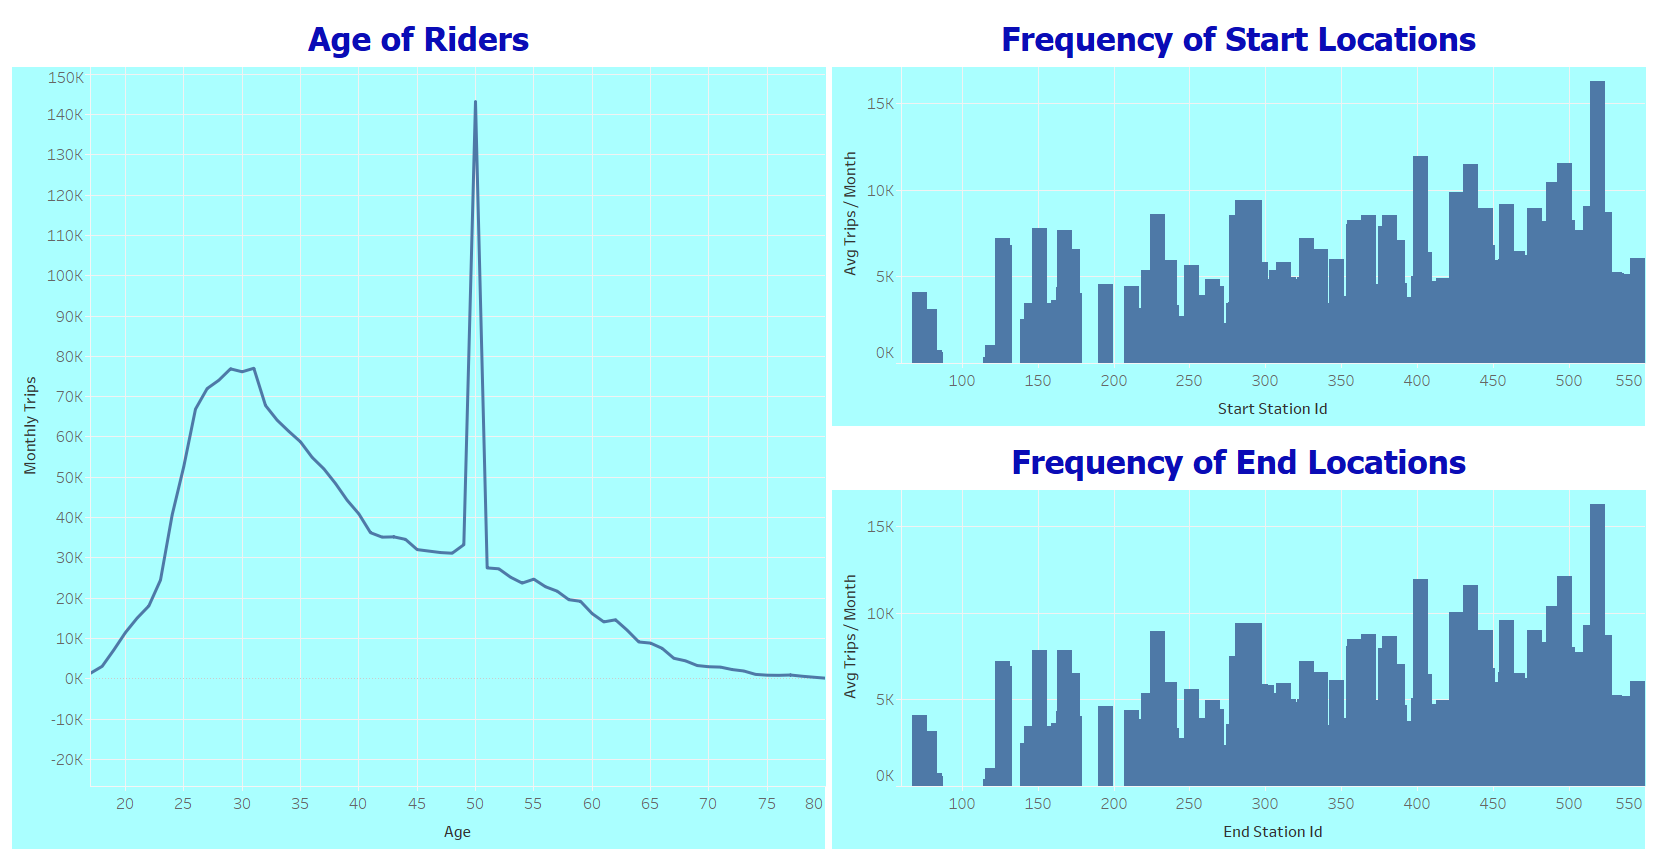 Age of Riders
150K
140K
130K
120K
110K
100K
90K
80K
70K
60K
50K
40K
30K
20K
10K
0K
-10K
-20K
Monthly Trips
20 25 30 35 40 45 50 55 60 65 70 75 80
Age
Frequency of Start Locations
15K
10K
5K
0K
Avg Trips / Month
100 150 200 250 300 350 400 450 500 550
Start Station Id
Frequency of End Locations
15K
10K
5K
0K
Avg Trips / Month
100 150 200 250 300 350 400 450 500 550
End Station Id